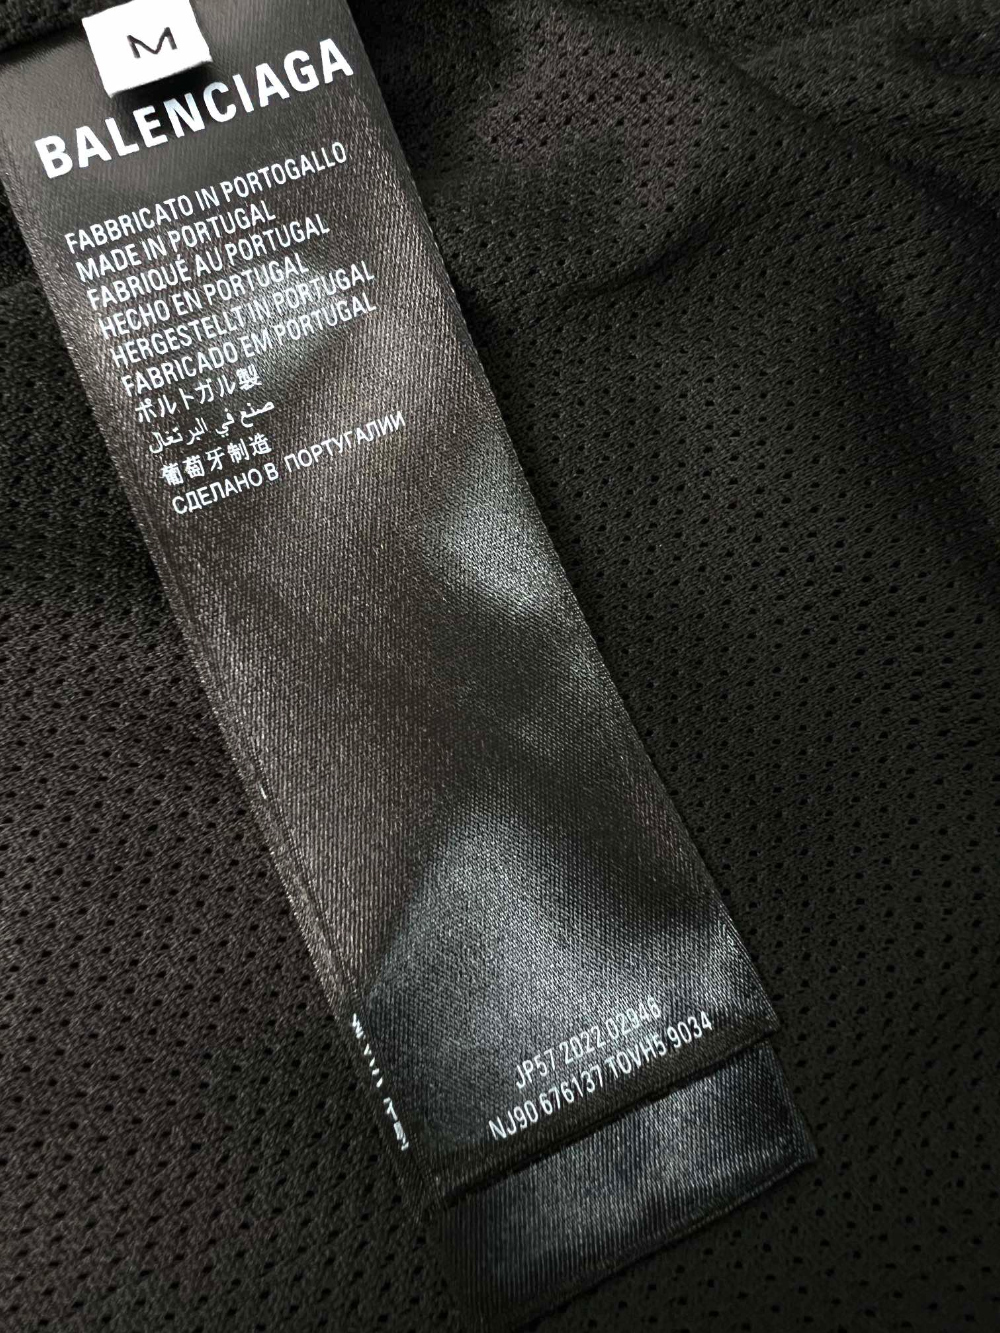 M
BALENCIAGA
FABBRICATO IN PORTOGALLO
MADE IN PORTUGAL
FABRIQUÉ AU PORTUGAL
HECHO EN PORTUGAL
HERGESTELLT IN PORTUGAL
FABRICADO EM PORTUGAL
ポルトガル製
صنع في البرتغال
葡萄牙制造
СДЕЛАНО В ПОРТУГАЛИИ
JP57 2022 02948
NJ90 676137 TOVH5 9034